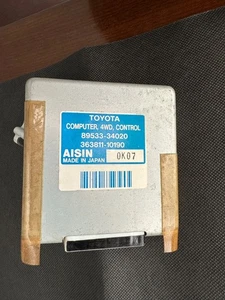 TOYOTA
COMPUTER, 4WD, CONTROL
89533-34020
363811-10190
AISIN
MADE IN JAPAN
0K07